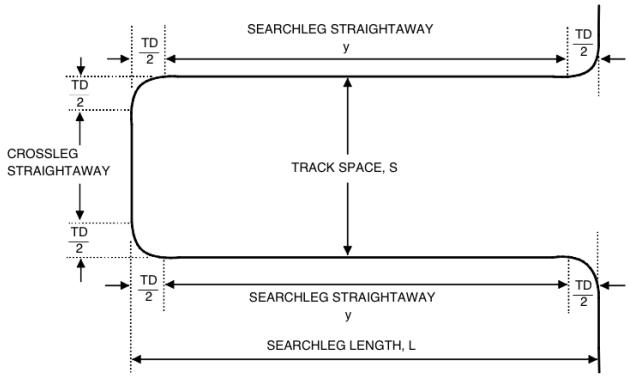 SEARCHLEG STRAIGHTAWAY
y
TD
2
TD
2
TD
2
CROSSLEG
STRAIGHTAWAY
TRACK SPACE, S
TD
2
TD
2
SEARCHLEG STRAIGHTAWAY
y
TD
2
SEARCHLEG LENGTH, L